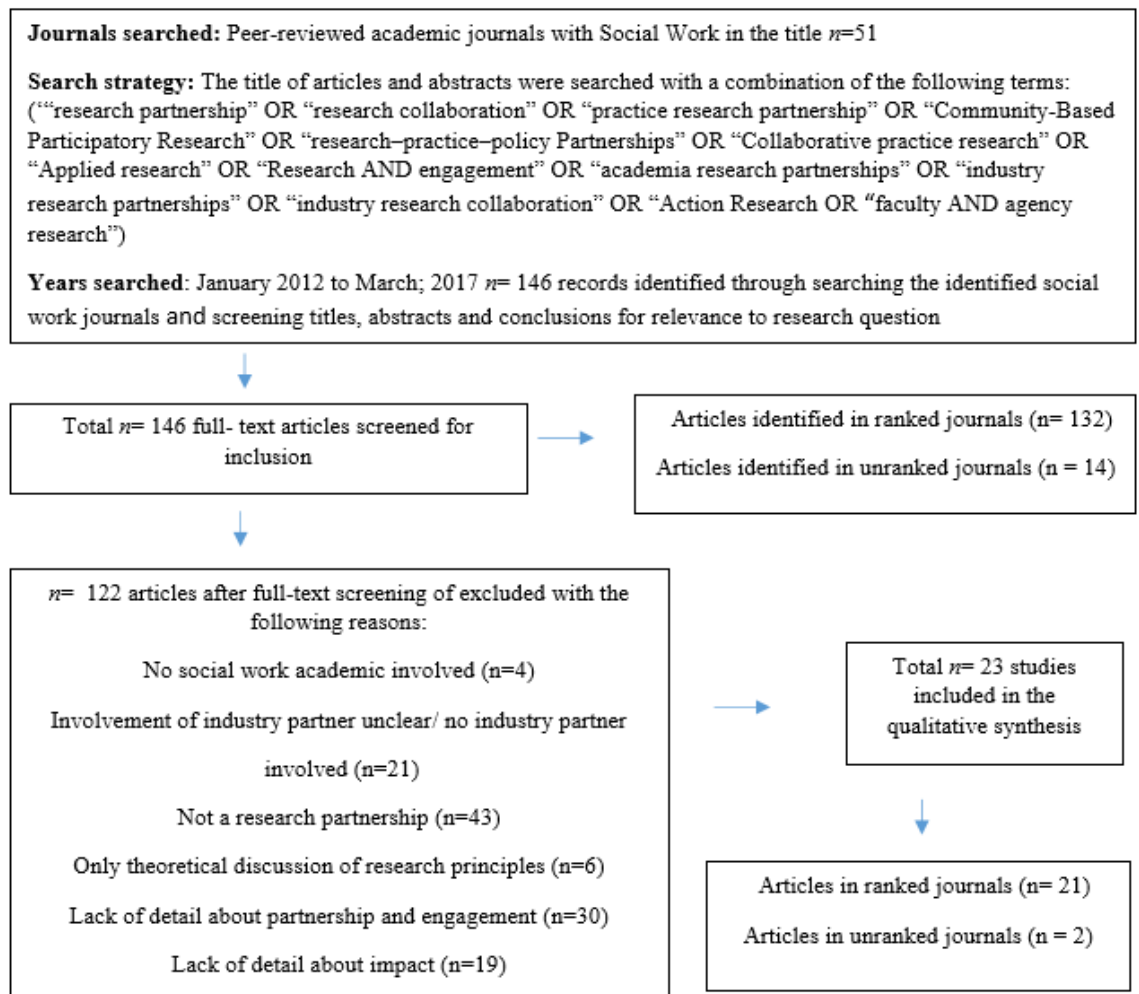 Journals searched: Peer-reviewed academic journals with Social Work in the title n=51
Search strategy: The title of articles and abstracts were searched with a combination of the following terms:
(‘“research partnership” OR “research collaboration” OR “practice research partnership” OR “Community-Based
Participatory Research” OR “research–practice–policy Partnerships” OR “Collaborative practice research” OR
“Applied research” OR “Research AND engagement” OR “academia research partnerships” OR “industry
research partnerships” OR “industry research collaboration” OR “Action Research OR “faculty AND agency
research”)
Years searched: January 2012 to March; 2017 n= 146 records identified through searching the identified social
work journals and screening titles, abstracts and conclusions for relevance to research question
Total n= 146 full- text articles screened for
inclusion
Articles identified in ranked journals (n= 132)
Articles identified in unranked journals (n = 14)
n= 122 articles after full-text screening of excluded with the
following reasons:
No social work academic involved (n=4)
Involvement of industry partner unclear/ no industry partner
involved (n=21)
Not a research partnership (n=43)
Only theoretical discussion of research principles (n=6)
Lack of detail about partnership and engagement (n=30)
Lack of detail about impact (n=19)
Total n= 23 studies
included in the
qualitative synthesis
Articles in ranked journals (n= 21)
Articles in unranked journals (n = 2)